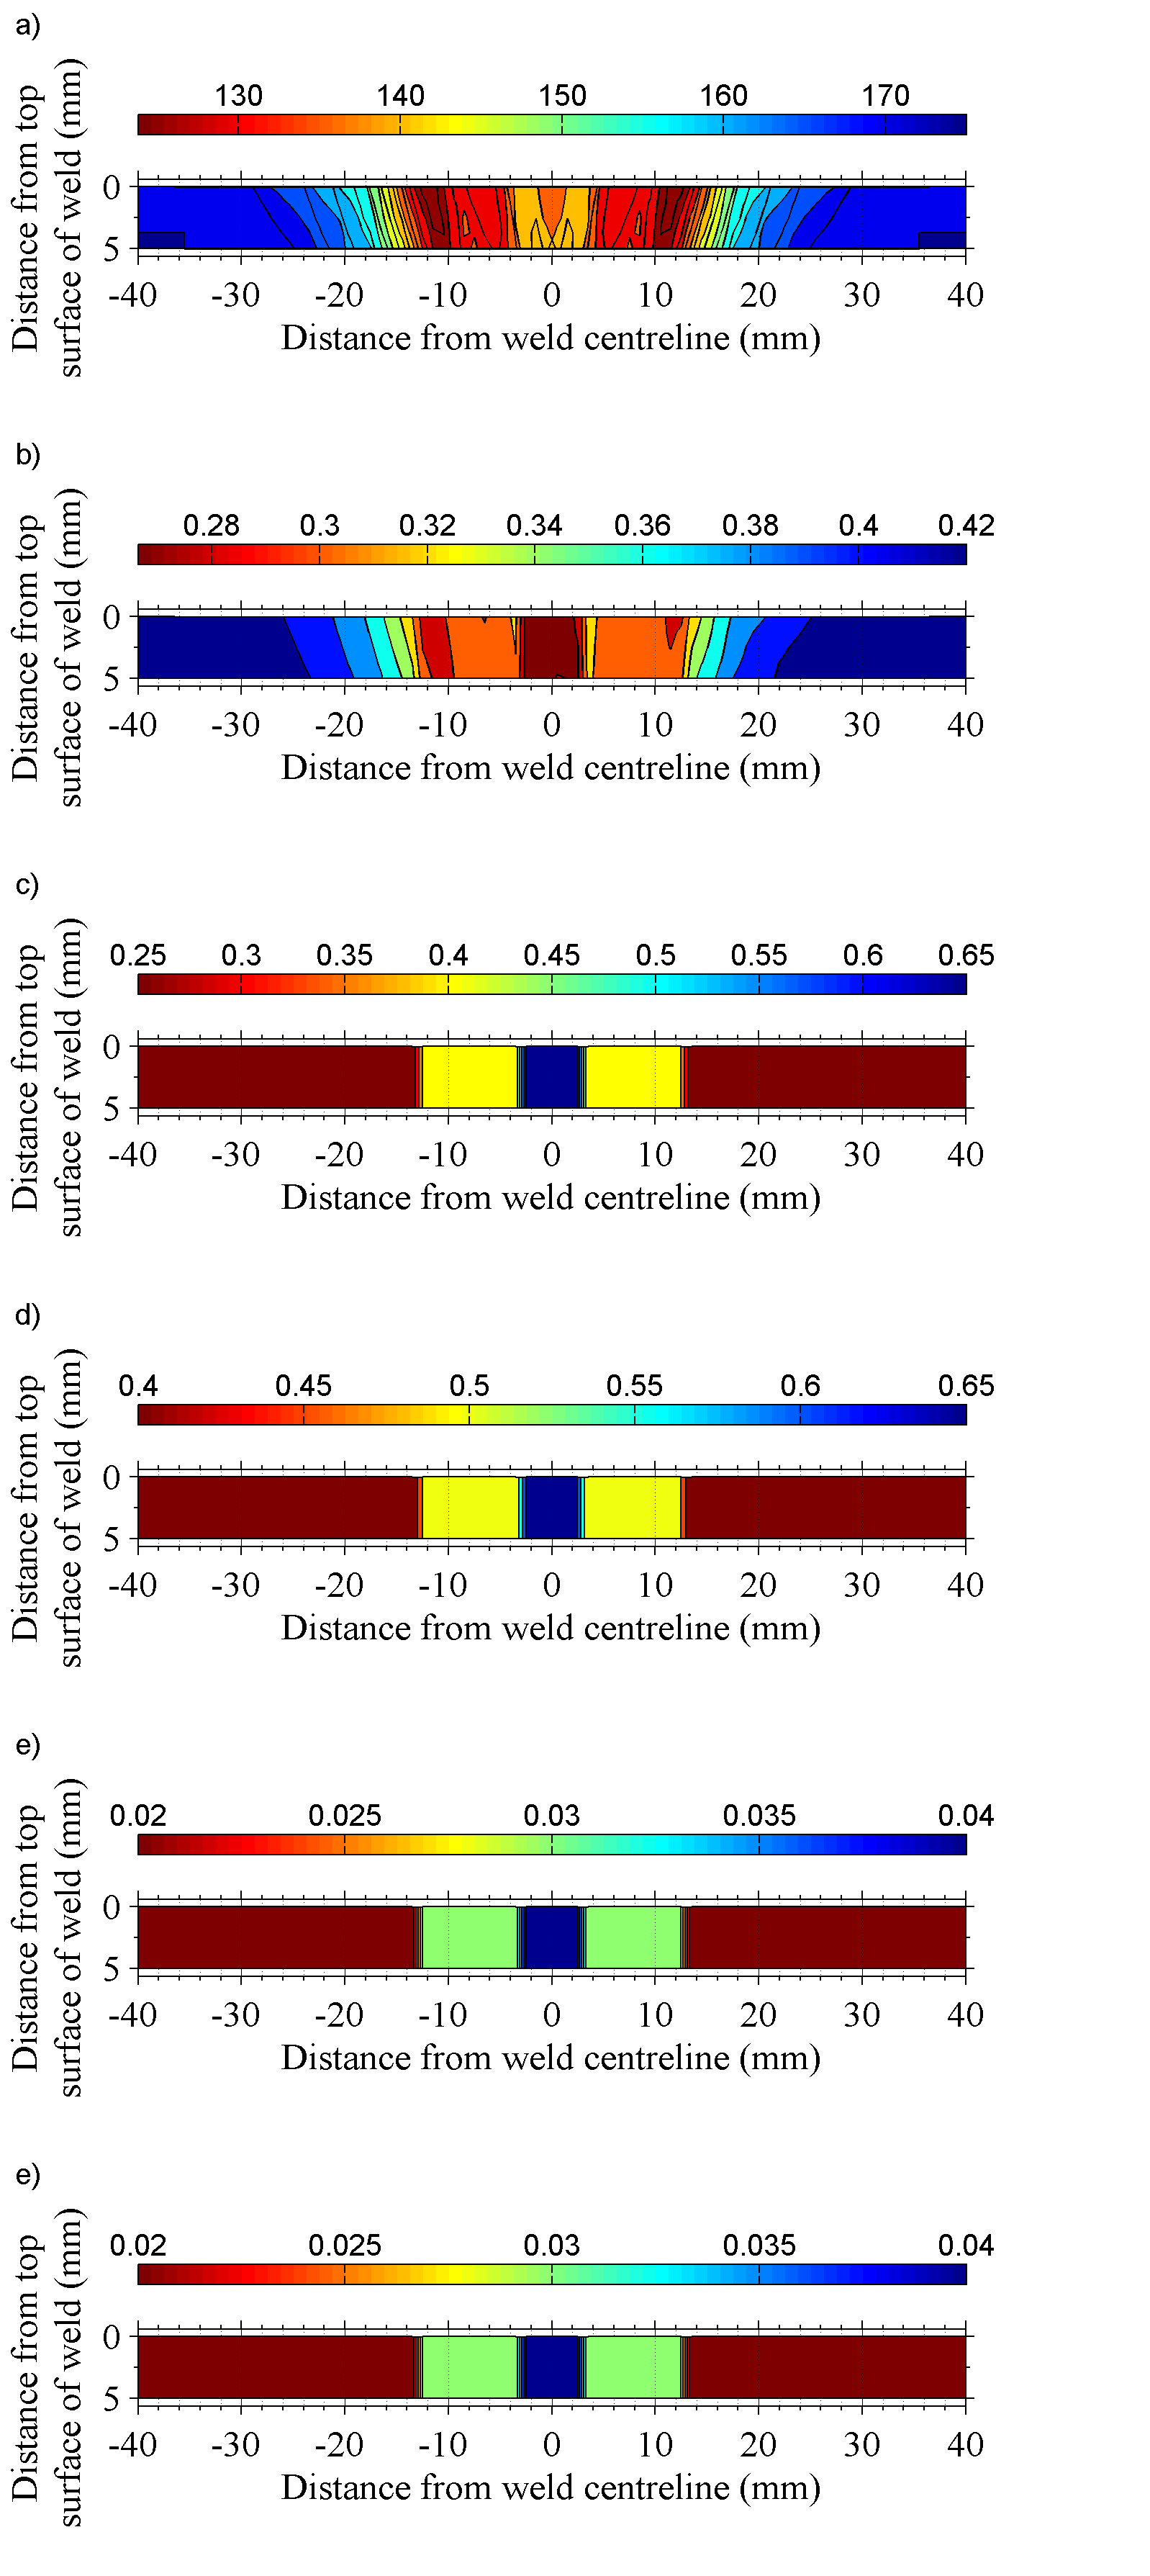 a)
Distance from top
surface of weld (mm)
130 140 150 160 170
0
5
-40 -30 -20 -10 0 10 20 30 40
Distance from weld centreline (mm)
b)
Distance from top
surface of weld (mm)
0.28 0.3 0.32 0.34 0.36 0.38 0.4 0.42
0
5
-40 -30 -20 -10 0 10 20 30 40
Distance from weld centreline (mm)
c)
Distance from top
surface of weld (mm)
0.25 0.3 0.35 0.4 0.45 0.5 0.55 0.6 0.65
0
5
-40 -30 -20 -10 0 10 20 30 40
Distance from weld centreline (mm)
d)
Distance from top
surface of weld (mm)
0.4 0.45 0.5 0.55 0.6 0.65
0
5
-40 -30 -20 -10 0 10 20 30 40
Distance from weld centreline (mm)
e)
Distance from top
surface of weld (mm)
0.02 0.025 0.03 0.035 0.04
0
5
-40 -30 -20 -10 0 10 20 30 40
Distance from weld centreline (mm)
e)
Distance from top
surface of weld (mm)
0.02 0.025 0.03 0.035 0.04
0
5
-40 -30 -20 -10 0 10 20 30 40
Distance from weld centreline (mm)